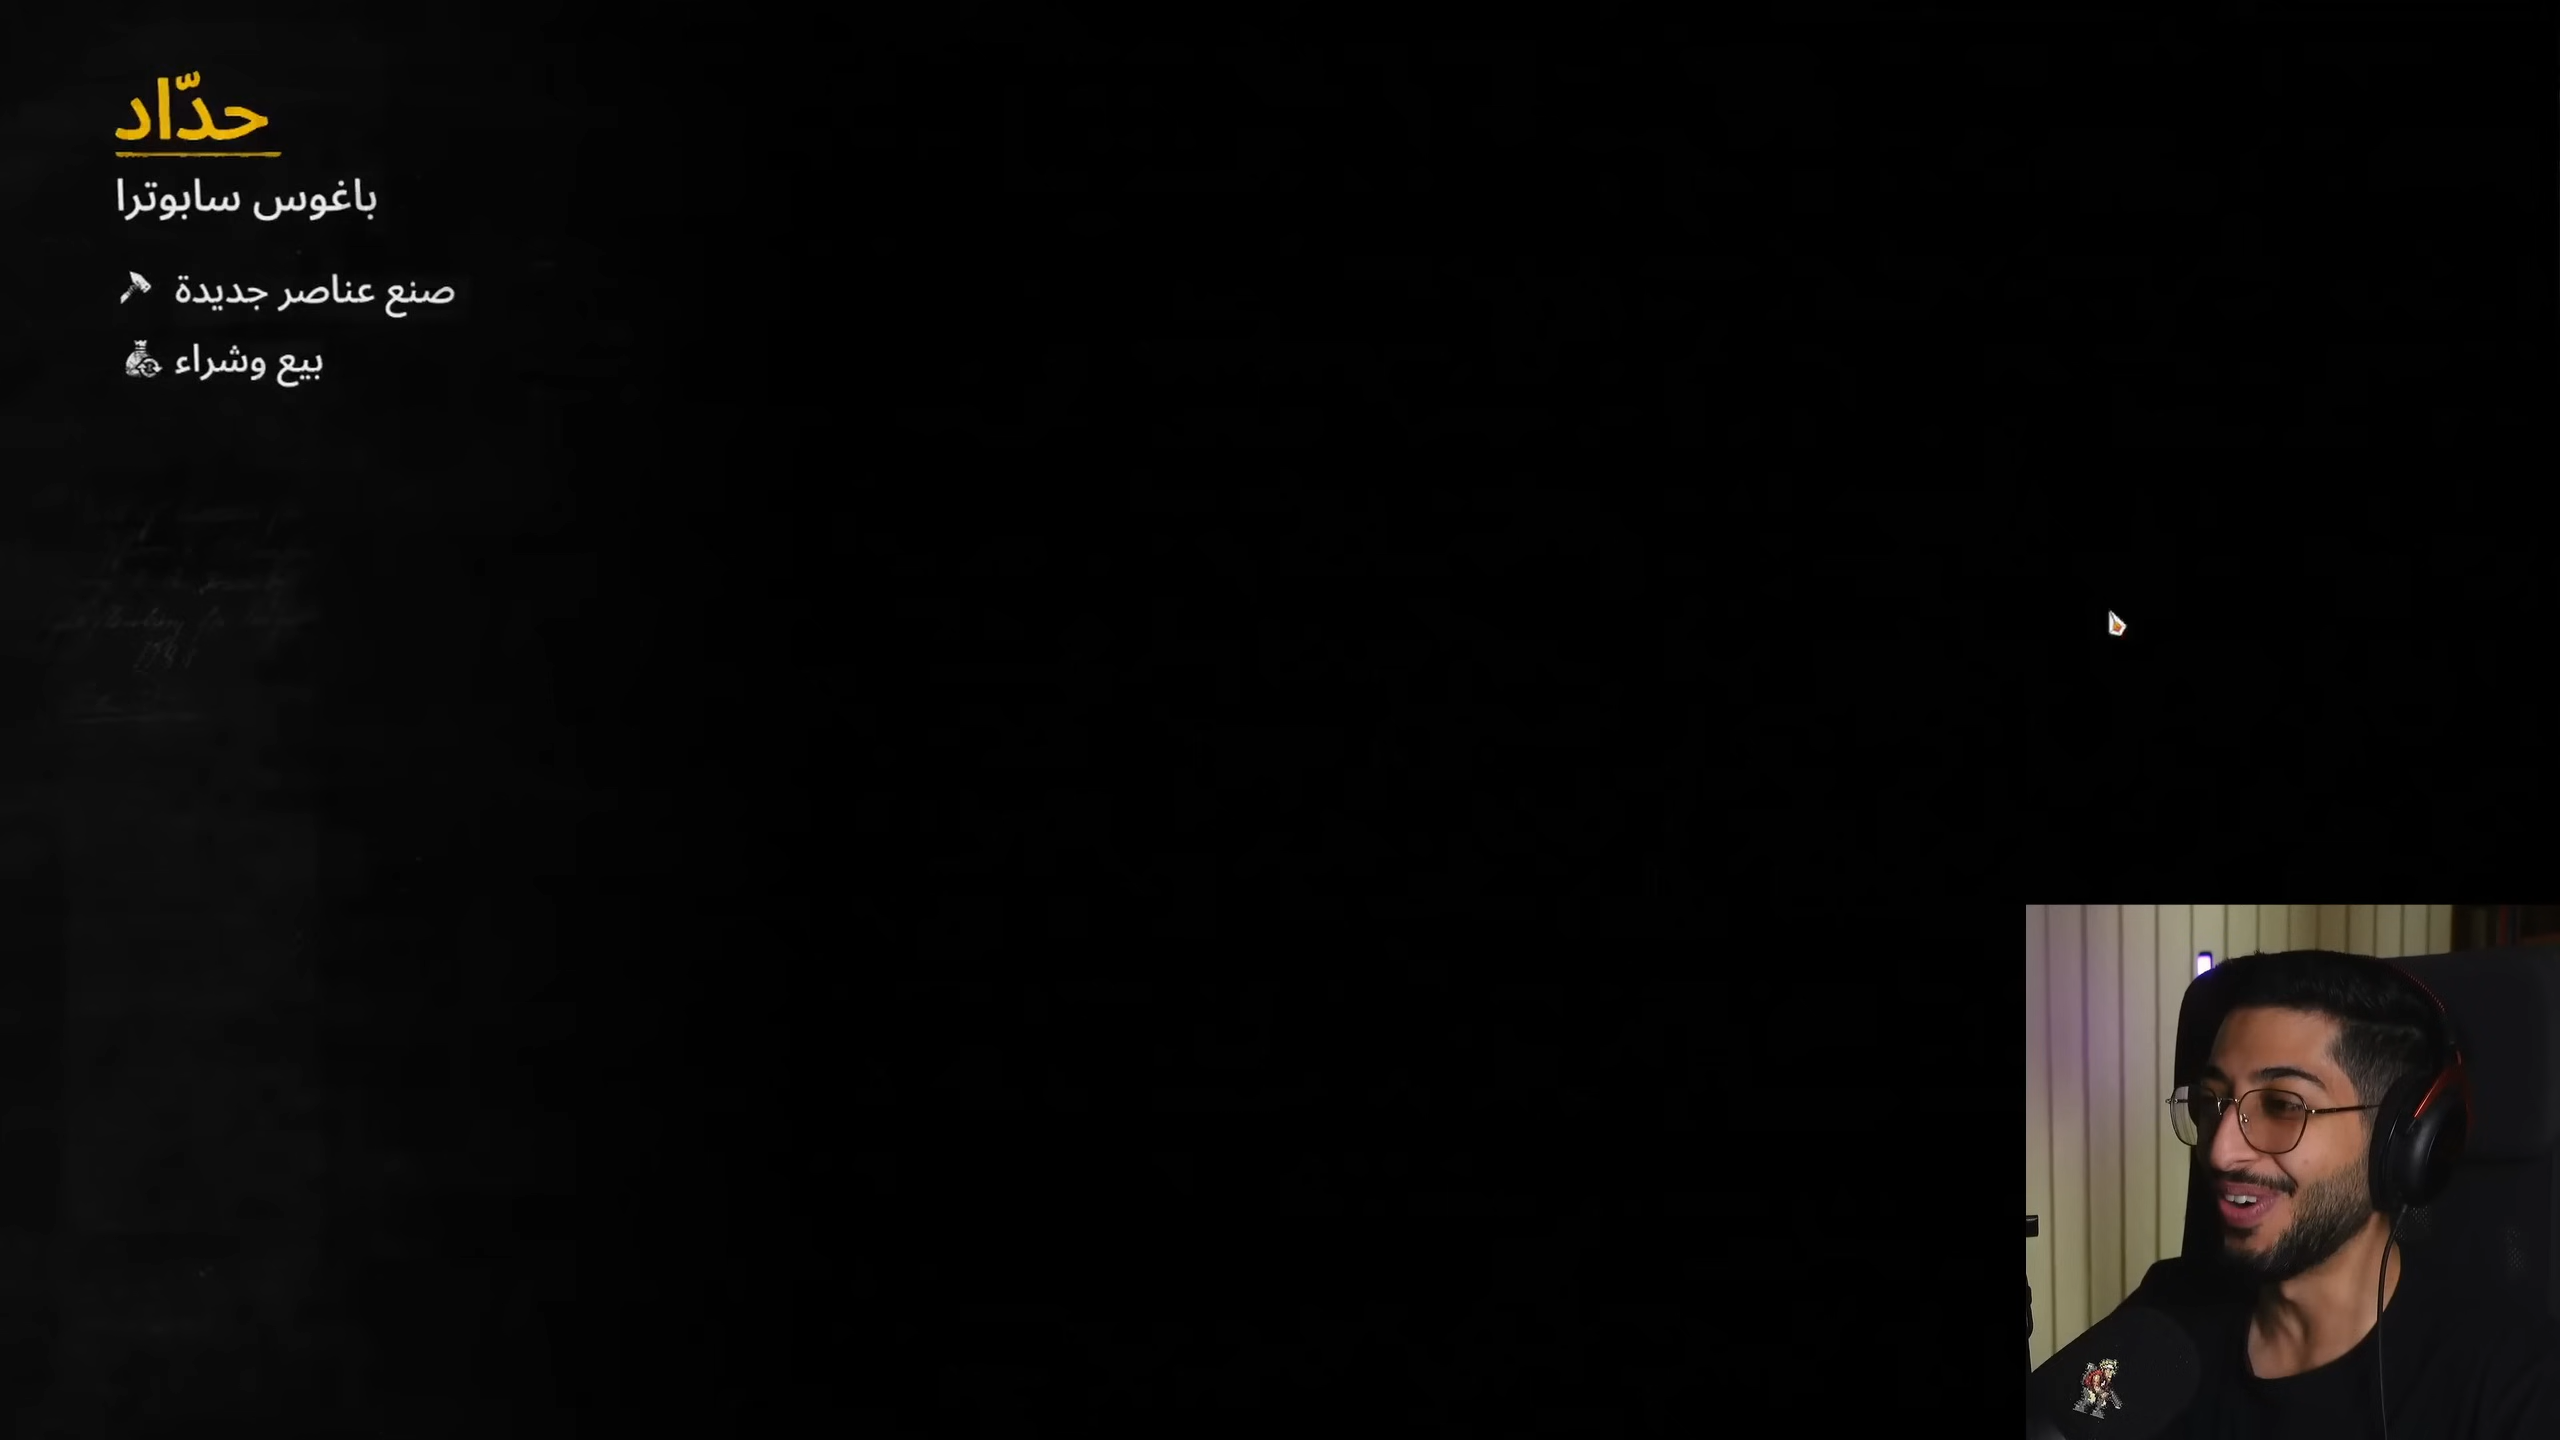 حدّاد
باغوس سابوترا
صنع عناصر جديدة
بيع وشراء